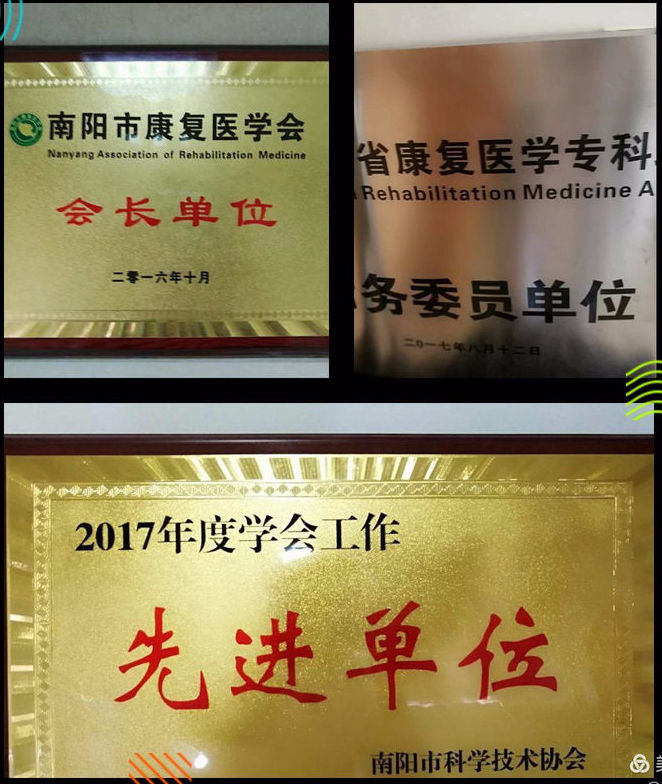 南阳市康复医学会
Nanyang Association of Rehabilitation Medicine
会长单位
二零一六年十月
省康复医学专科
Rehabilitation Medicine A
务委员单位
二0一七年八月十二日
2017年度学会工作
先进单位
南阳市科学技术协会